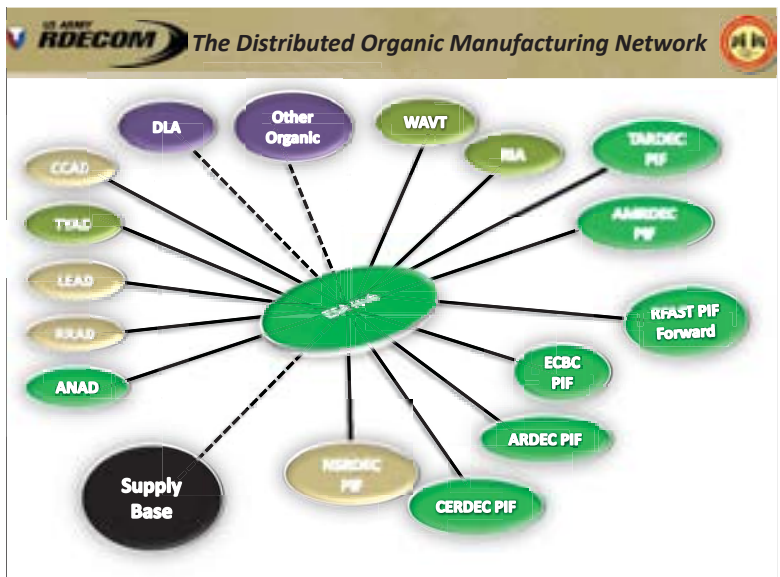 US ARMY
RDECOM
The Distributed Organic Manufacturing Network
DLA
Other
Organic
WAVT
RIA
TARDEC
PIF
CCAD
TYAD
AMRDEC
PIF
LEAD
RRAD
RFAST PIF
Forward
ECBC
PIF
ANAD
ARDEC PIF
NSRDEC
PIF
Supply
Base
CERDEC PIF